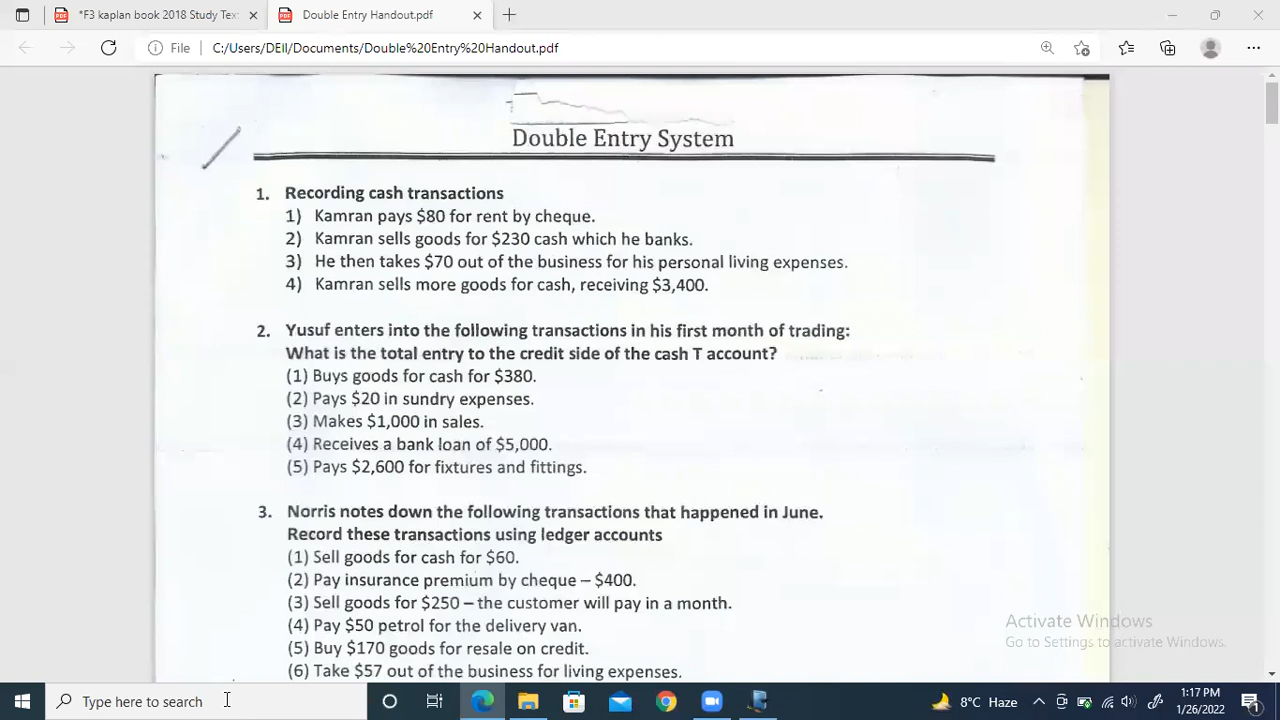 *F3 kaplan book 2018 Study Tex
Double Entry Handout.pdf
File
C:/Users/DEll/Documents/Double%20Entry%20Handout.pdf
Double Entry System
1. Recording cash transactions
1) Kamran pays $80 for rent by cheque.
2) Kamran sells goods for $230 cash which he banks.
3) He then takes $70 out of the business for his personal living expenses.
4) Kamran sells more goods for cash, receiving $3,400.
2. Yusuf enters into the following transactions in his first month of trading:
What is the total entry to the credit side of the cash T account?
(1) Buys goods for cash for $380.
(2) Pays $20 in sundry expenses.
(3) Makes $1,000 in sales.
(4) Receives a bank loan of $5,000.
(5) Pays $2,600 for fixtures and fittings.
3. Norris notes down the following transactions that happened in June.
Record these transactions using ledger accounts
(1) Sell goods for cash for $60.
(2) Pay insurance premium by cheque – $400.
(3) Sell goods for $250 – the customer will pay in a month.
(4) Pay $50 petrol for the delivery van.
(5) Buy $170 goods for resale on credit.
(6) Take $57 out of the business for living expenses.
Activate Windows
Go to Settings to activate Windows.
Type here to search
8°C Haze
1:17 PM
1/26/2022
1